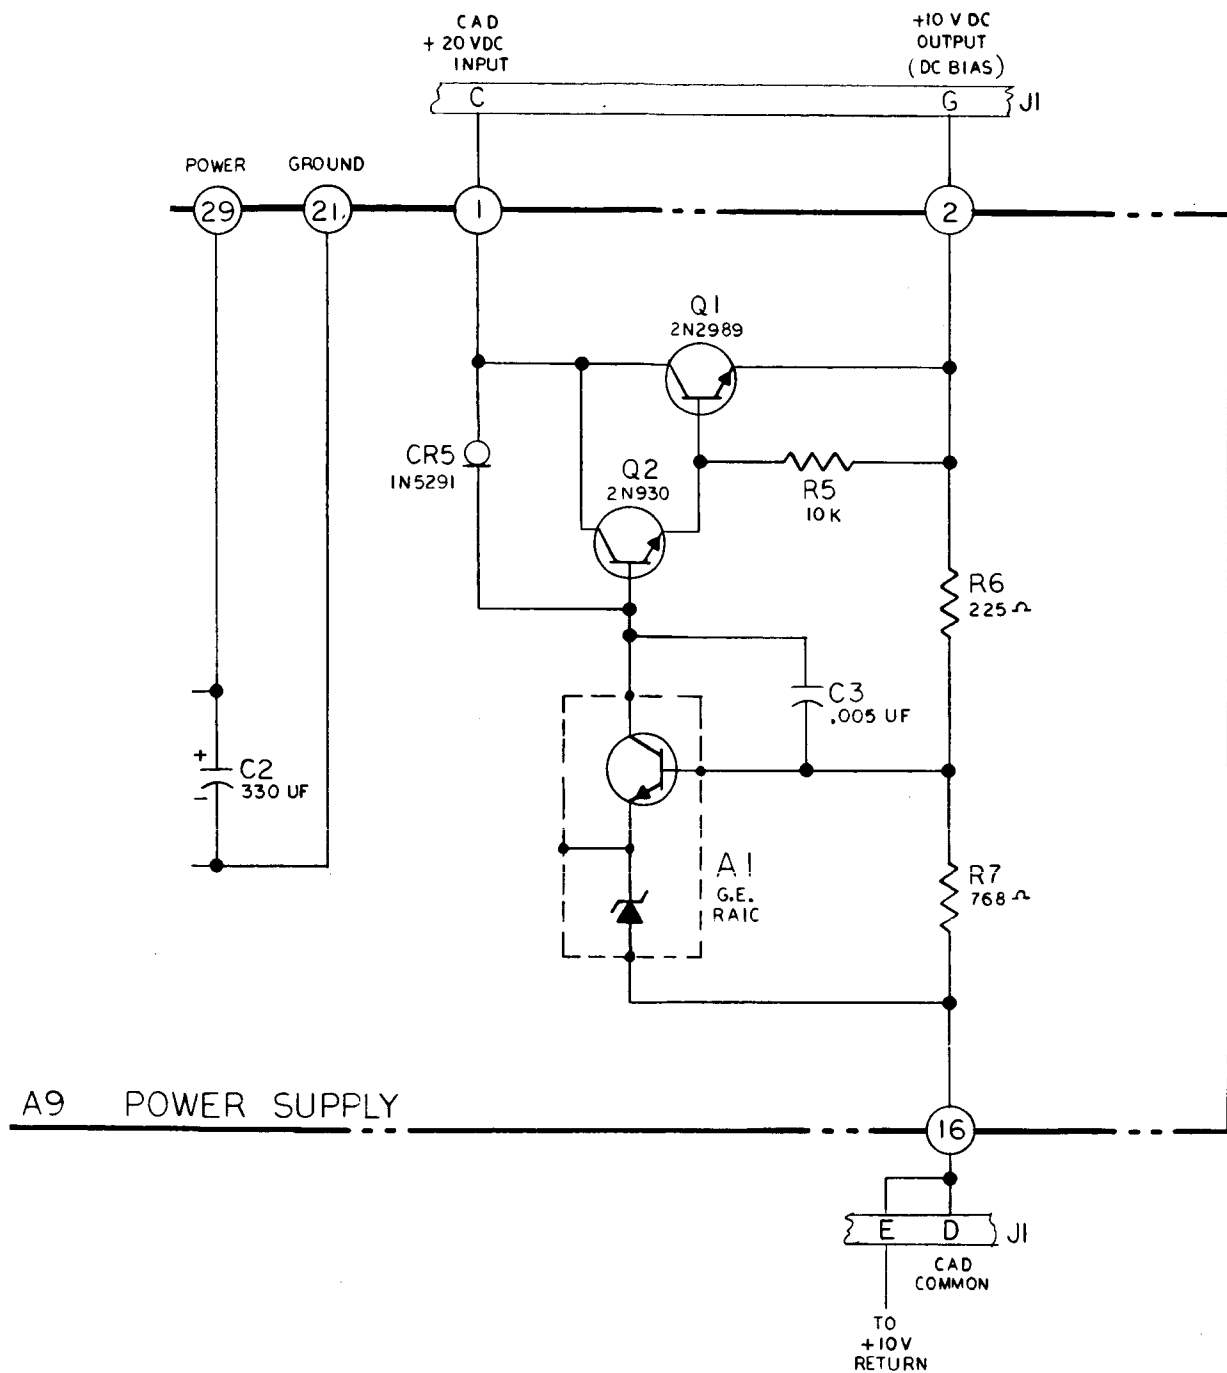 CAD
+ 20 VDC
INPUT
+10 V DC
OUTPUT
(DC BIAS)
C
G
J1
POWER
GROUND
29
21
1
2
Q1
2N2989
CR5
1N5291
Q2
2N930
R5
10K
R6
225 Ω
C3
.005 UF
+
C2
330 UF
–
A1
G.E.
RAIC
R7
768 Ω
A9 POWER SUPPLY
16
E D
J1
CAD
COMMON
TO
+10V
RETURN